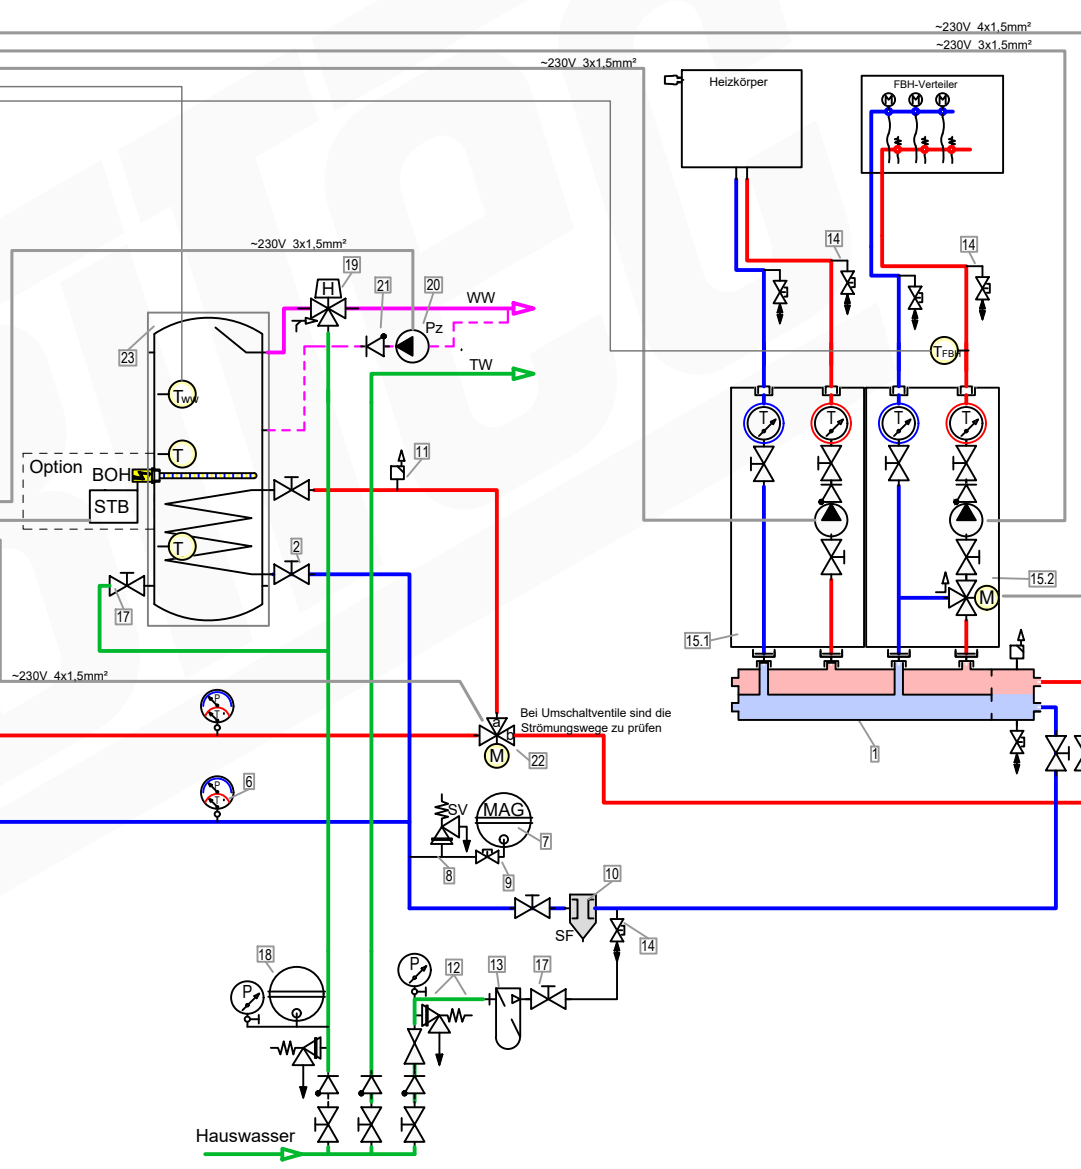 ~230V 4x1,5mm²
~230V 3x1,5mm²
~230V 3x1,5mm²
Heizkörper
FBH-Verteiler
M M M
~230V 3x1,5mm²
14
14
19
21
20
H
WW
Pz
23
TW
TFBH
Tww
T T T T
11
T
Option
BOH
STB
2
T
15.2
M
17
15.1
~230V 4x1,5mm²
P
T
a
b
M
Bei Umschaltventile sind die
Strömungswege zu prüfen
22
1
P
T
6
SV
MAG
7
8
9
10
SF
14
18
P
12
13
17
P
Hauswasser